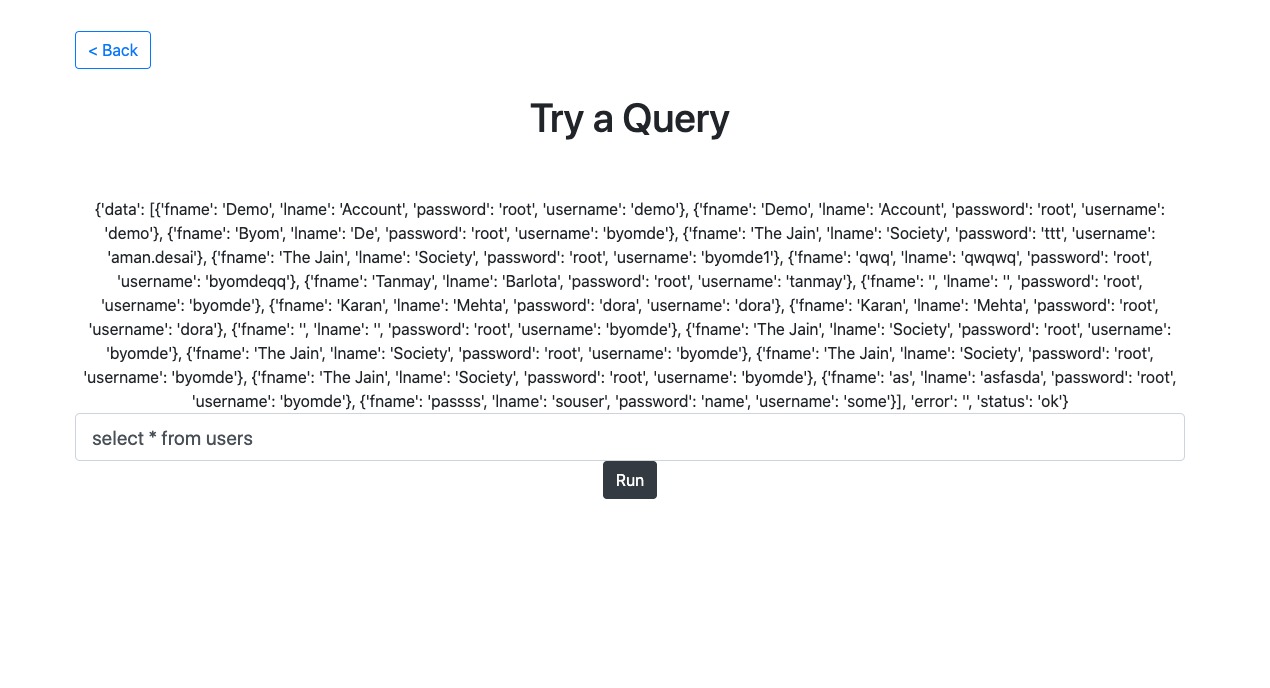 < Back
Try a Query
{'data': [{'fname': 'Demo', 'lname': 'Account', 'password': 'root', 'username': 'demo'}, {'fname': 'Demo', 'lname': 'Account', 'password': 'root', 'username':
'demo'}, {'fname': 'Byom', 'lname': 'De', 'password': 'root', 'username': 'byomde'}, {'fname': 'The Jain', 'lname': 'Society', 'password': 'ttt', 'username':
'aman.desai'}, {'fname': 'The Jain', 'lname': 'Society', 'password': 'root', 'username': 'byomde1'}, {'fname': 'qwq', 'lname': 'qwqwq', 'password': 'root',
'username': 'byomdeqq'}, {'fname': 'Tanmay', 'lname': 'Barlota', 'password': 'root', 'username': 'tanmay'}, {'fname': '', 'lname': '', 'password': 'root',
'username': 'byomde'}, {'fname': 'Karan', 'lname': 'Mehta', 'password': 'dora', 'username': 'dora'}, {'fname': 'Karan', 'lname': 'Mehta', 'password': 'root',
'username': 'dora'}, {'fname': '', 'lname': '', 'password': 'root', 'username': 'byomde'}, {'fname': 'The Jain', 'lname': 'Society', 'password': 'root', 'username':
'byomde'}, {'fname': 'The Jain', 'lname': 'Society', 'password': 'root', 'username': 'byomde'}, {'fname': 'The Jain', 'lname': 'Society', 'password': 'root',
'username': 'byomde'}, {'fname': 'The Jain', 'lname': 'Society', 'password': 'root', 'username': 'byomde'}, {'fname': 'as', 'lname': 'asfasda', 'password': 'root',
'username': 'byomde'}, {'fname': 'passss', 'lname': 'souser', 'password': 'name', 'username': 'some'}], 'error': '', 'status': 'ok'}
select * from users
Run